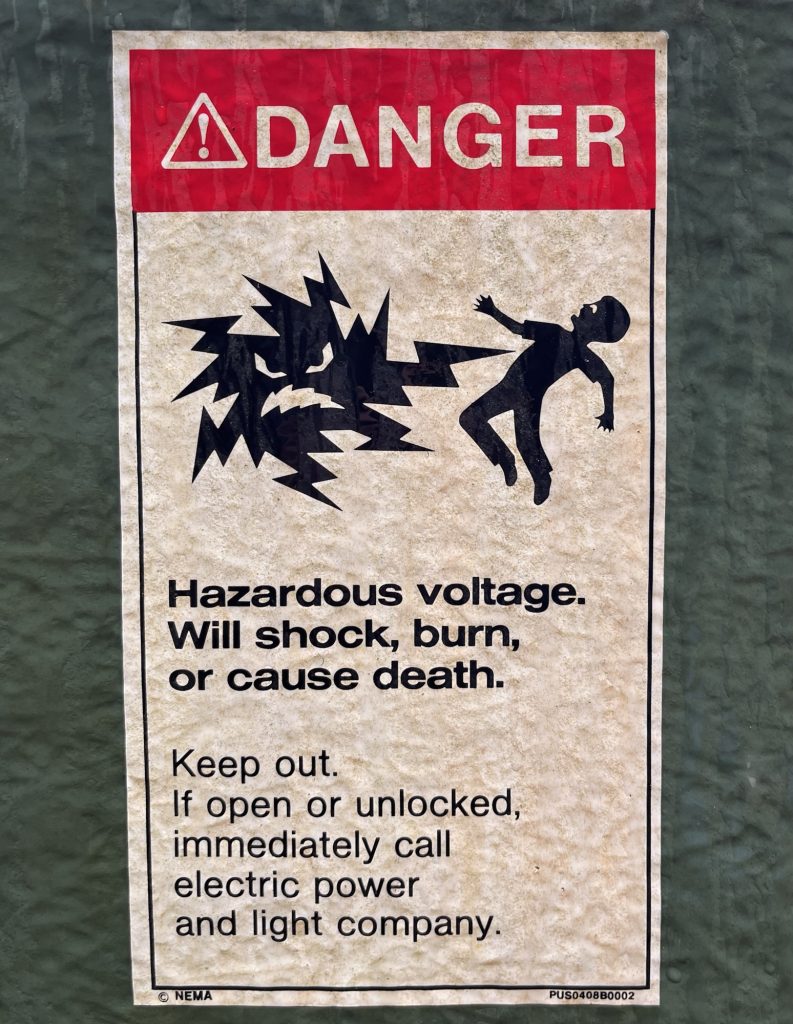 DANGER
Hazardous voltage.
Will shock, burn,
or cause death.
Keep out.
If open or unlocked,
immediately call
electric power
and light company.
© NEMA PUS0408B0002